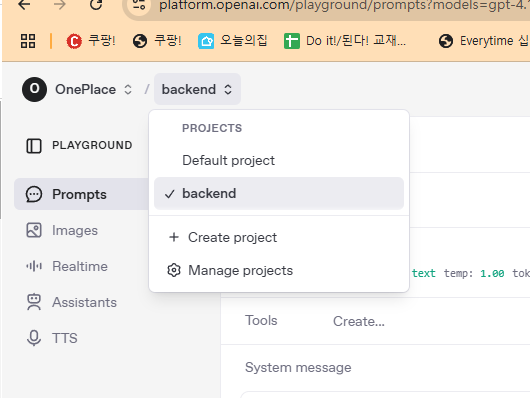 platform.openai.com/playground/prompts?models=gpt-4.1
쿠팡!
쿠팡!
오늘의집
Do it!/된다! 교재...
Everytime 십
O OnePlace / backend
PROJECTS
Default project
backend
Create project
Manage projects
PLAYGROUND
Prompts
Images
Realtime
Assistants
TTS
text temp: 1.00 tok
Tools Create...
System message